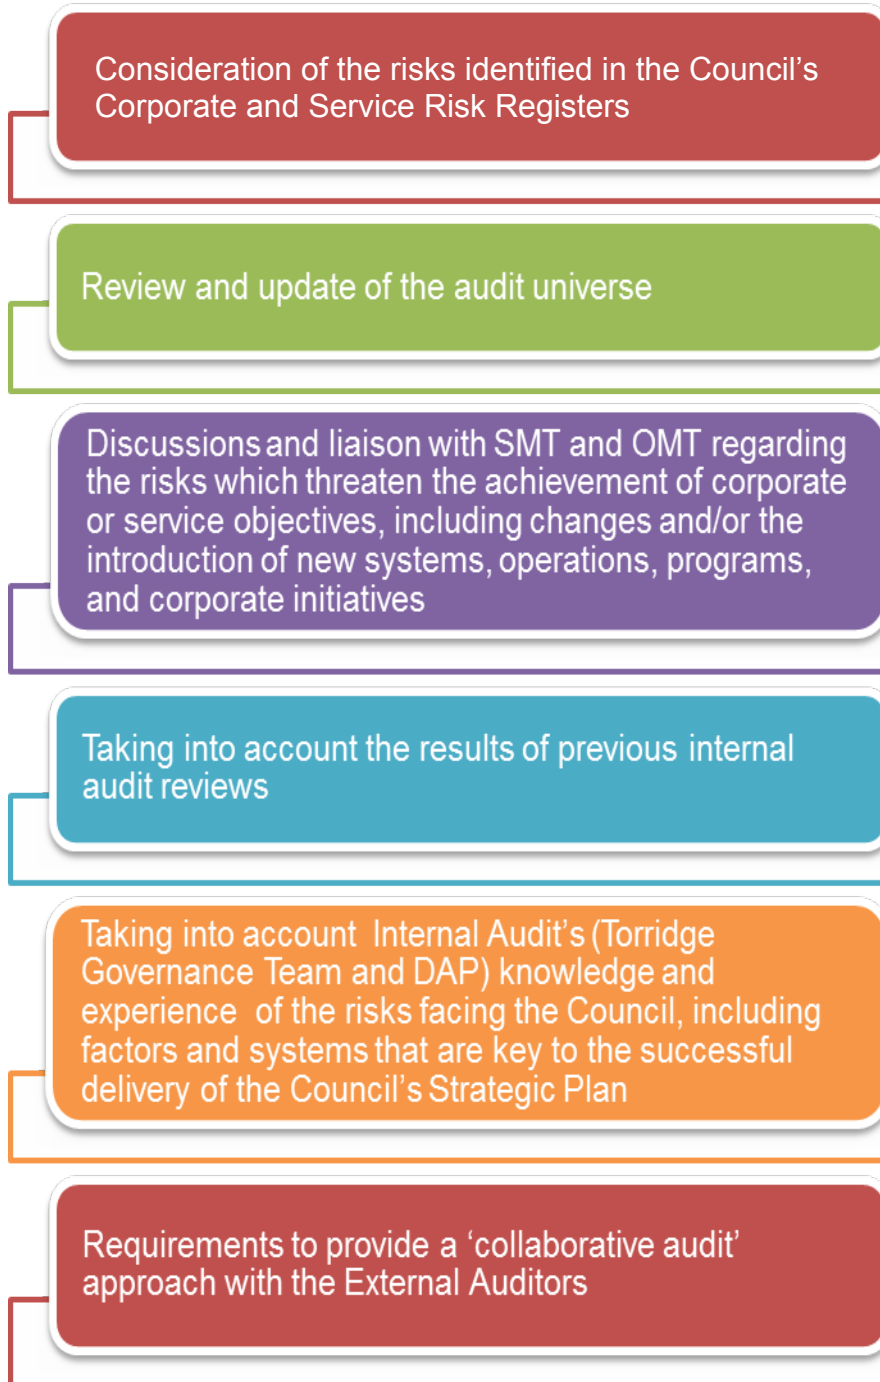 Consideration of the risks identified in the Council’s
Corporate and Service Risk Registers
Review and update of the audit universe
Discussions and liaison with SMT and OMT regarding
the risks which threaten the achievement of corporate
or service objectives, including changes and/or the
introduction of new systems, operations, programs,
and corporate initiatives
Taking into account the results of previous internal
audit reviews
Taking into account Internal Audit’s (Torridge
Governance Team and DAP) knowledge and
experience of the risks facing the Council, including
factors and systems that are key to the successful
delivery of the Council’s Strategic Plan
Requirements to provide a ‘collaborative audit’
approach with the External Auditors